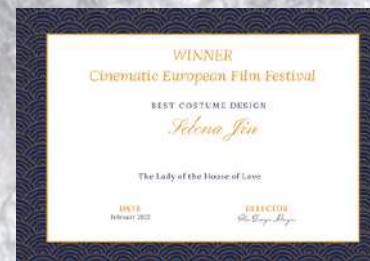 WINNER
Cinematic European Film Festival
BEST COSTUME DESIGN
Selena Jin
The Lady of the House of Love
DATE
DIRECTOR
February 2022